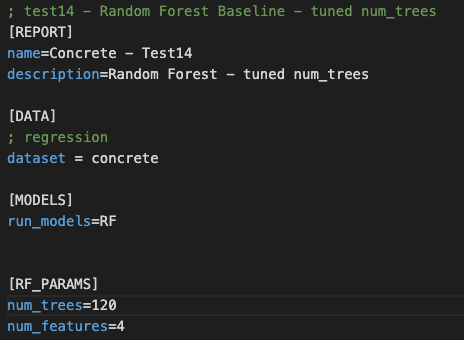 ; test14 - Random Forest Baseline - tuned num_trees
[REPORT]
name=Concrete - Test14
description=Random Forest - tuned num_trees
[DATA]
; regression
dataset = concrete
[MODELS]
run_models=RF
[RF_PARAMS]
num_trees=120
num_features=4